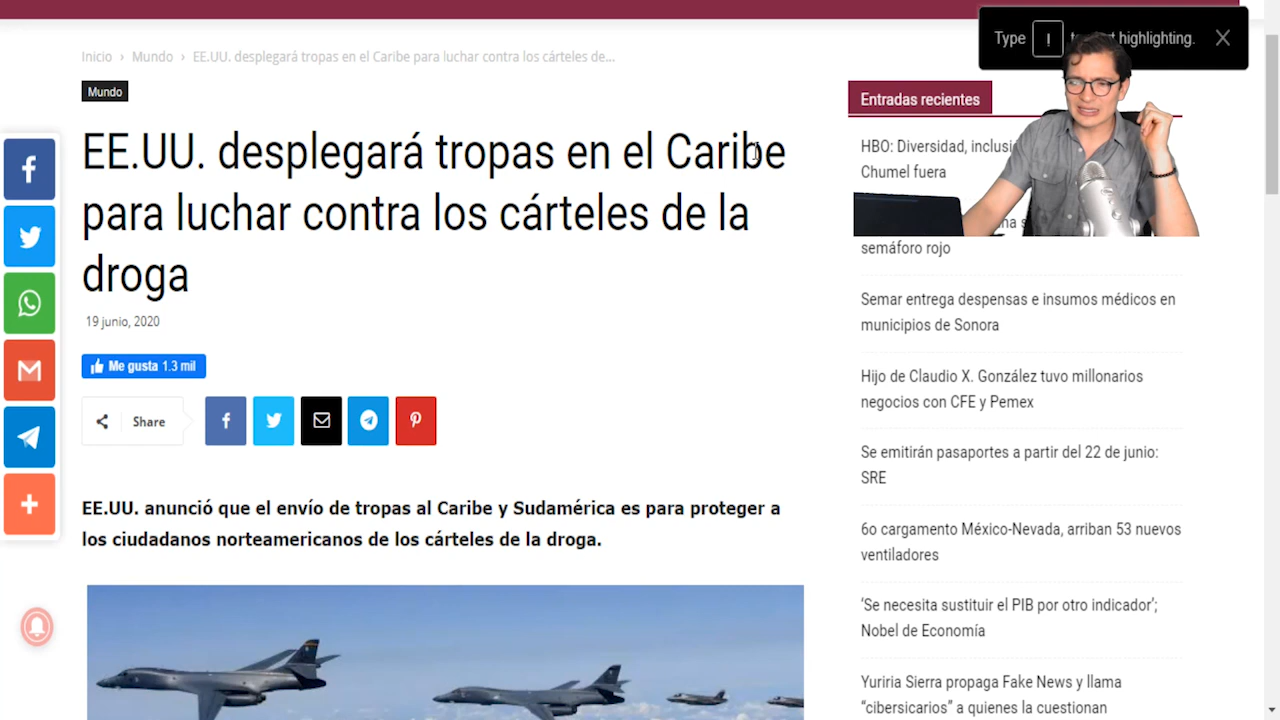 Type ! to start highlighting.
Inicio › Mundo › EE.UU. desplegará tropas en el Caribe para luchar contra los cárteles de...
Mundo
EE.UU. desplegará tropas en el Caribe
para luchar contra los cárteles de la
droga
19 junio, 2020
Me gusta 1.3 mil
Share
EE.UU. anunció que el envío de tropas al Caribe y Sudamérica es para proteger a
los ciudadanos norteamericanos de los cárteles de la droga.
Entradas recientes
HBO: Diversidad,
Chumel fuera
semáforo rojo
Semar entrega despensas e insumos médicos en
municipios de Sonora
Hijo de Claudio X. González tuvo millonarios
negocios con CFE y Pemex
Se emitirán pasaportes a partir del 22 de junio:
SRE
6o cargamento México-Nevada, arriban 53 nuevos
ventiladores
‘Se necesita sustituir el PIB por otro indicador’;
Nobel de Economía
Yuriria Sierra propaga Fake News y llama
“cibersicarios” a quienes la cuestionan